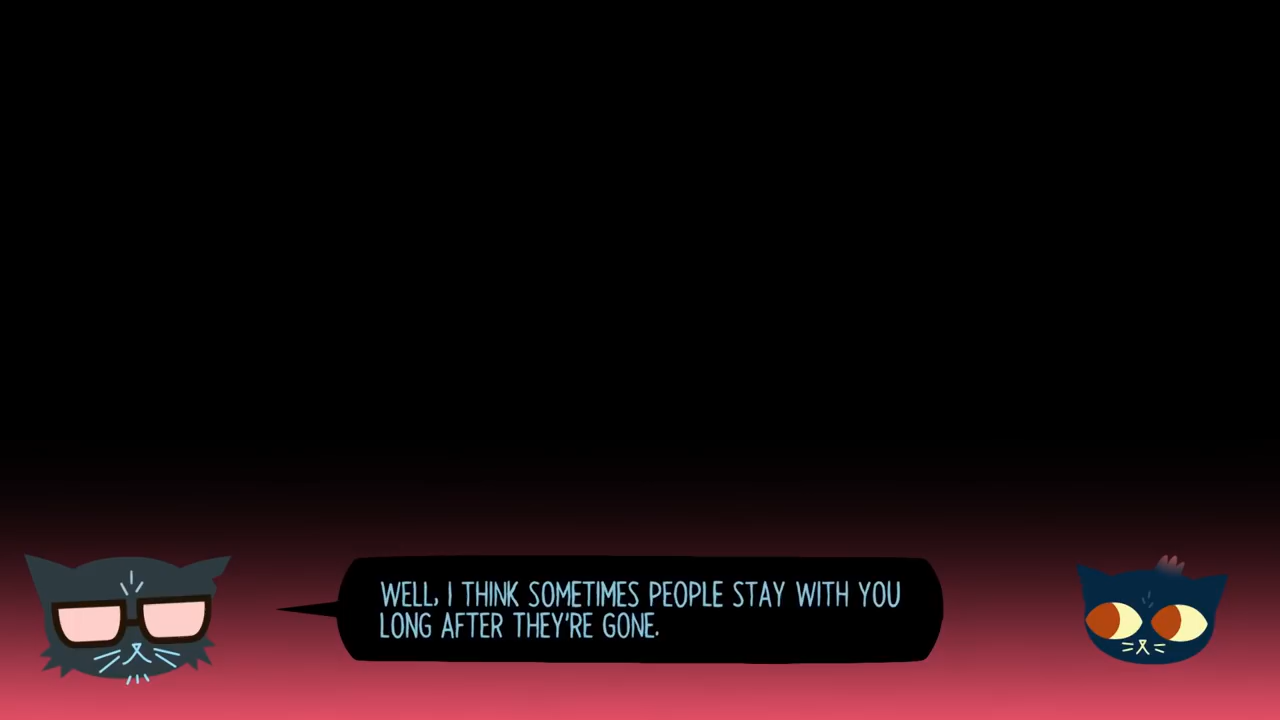 WELL, I THINK SOMETIMES PEOPLE STAY WITH YOU
LONG AFTER THEY'RE GONE.